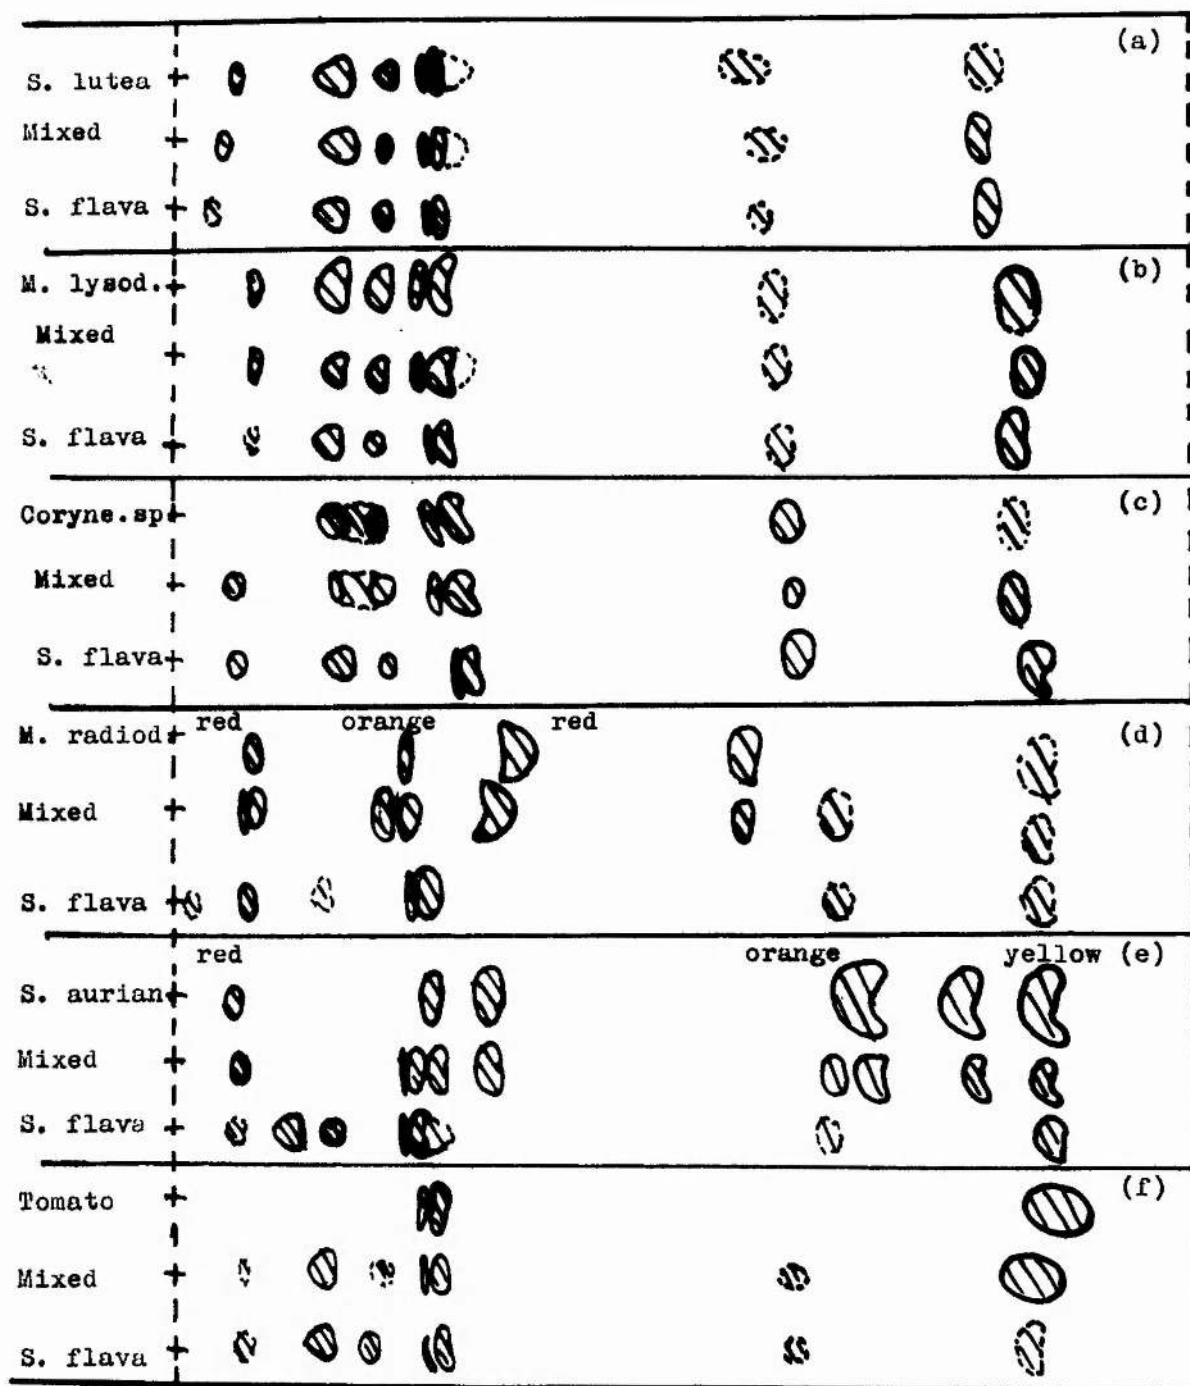 (a)
S. lutea
Mixed
S. flava
(b)
M. lysod.
Mixed
S. flava
(c)
Coryne.sp.
Mixed
S. flava
red orange red
(d)
M. radiod.
Mixed
S. flava
red orange yellow (e)
S. aurian
Mixed
S. flava
(f)
Tomato
Mixed
S. flava